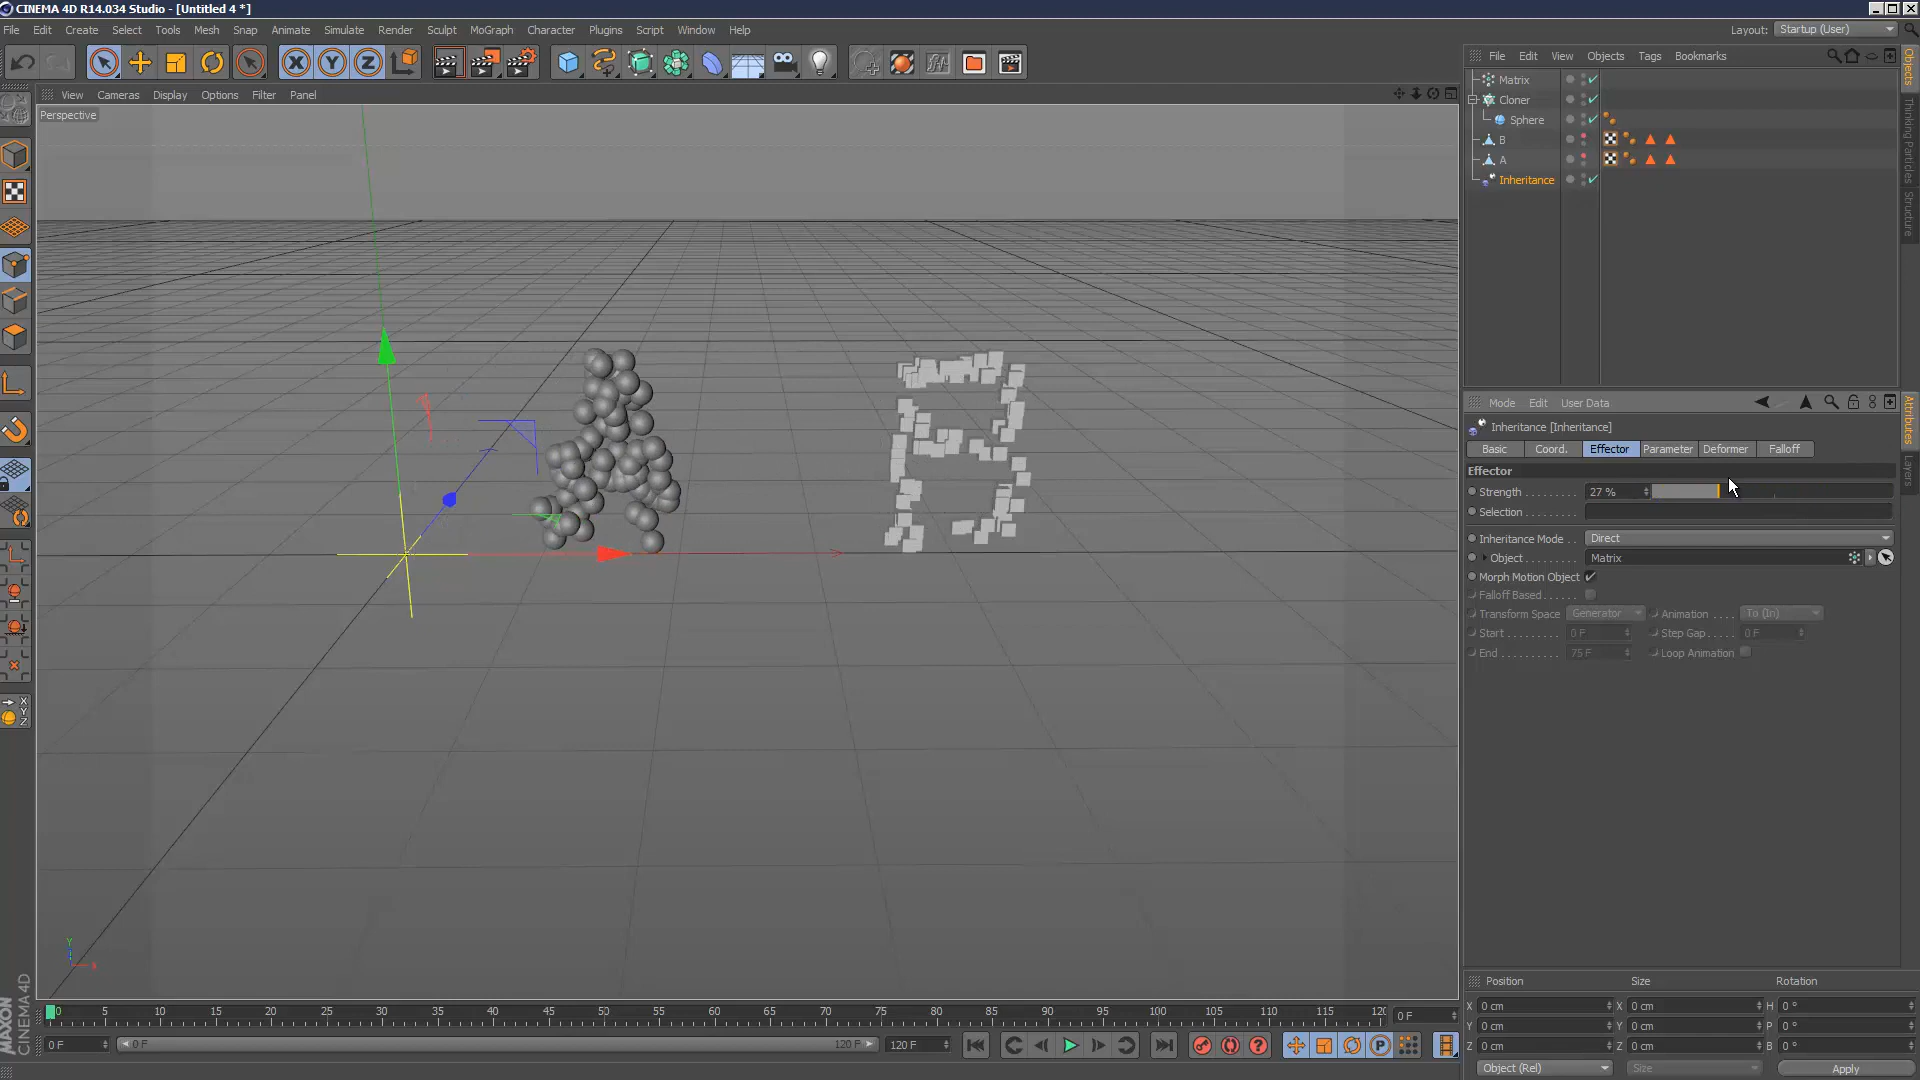 CINEMA 4D R14.034 Studio - [Untitled 4 *]
File Edit Create Select Tools Mesh Snap Animate Simulate Render Sculpt MoGraph Character Plugins Script Window Help
Layout: Startup (User)
X Y Z
File Edit View Objects Tags Bookmarks
View Cameras Display Options Filter Panel
Perspective
Matrix
Cloner
Sphere
B
A
Inheritance
Objects
Thinking Particles
Structure
Mode Edit User Data
Inheritance [Inheritance]
Basic Coord. Effector Parameter Deformer Falloff
Effector
Strength . . . . . . . . . 27 %
Selection . . . . . . . . .
Inheritance Mode . . Direct
Object . . . . . . . . Matrix
Morph Motion Object
Falloff Based . . . . . .
Transform Space Generator Animation . . . . To (In)
Start . . . . . . . . . . 0 F Step Gap . . . . . 0 F
End . . . . . . . . . . 75 F Loop Animation
Attributes
Layers
X
Y
Z
Y
X
MAXON
CINEMA 4D
0 5 10 15 20 25 30 35 40 45 50 55 60 65 70 75 80 85 90 95 100 105 110 115 120
0 F
0 F 0 F 120 F 120 F
P
Position Size Rotation
X 0 cm X 0 cm H 0 °
Y 0 cm Y 0 cm P 0 °
Z 0 cm Z 0 cm B 0 °
Object (Rel) Size Apply